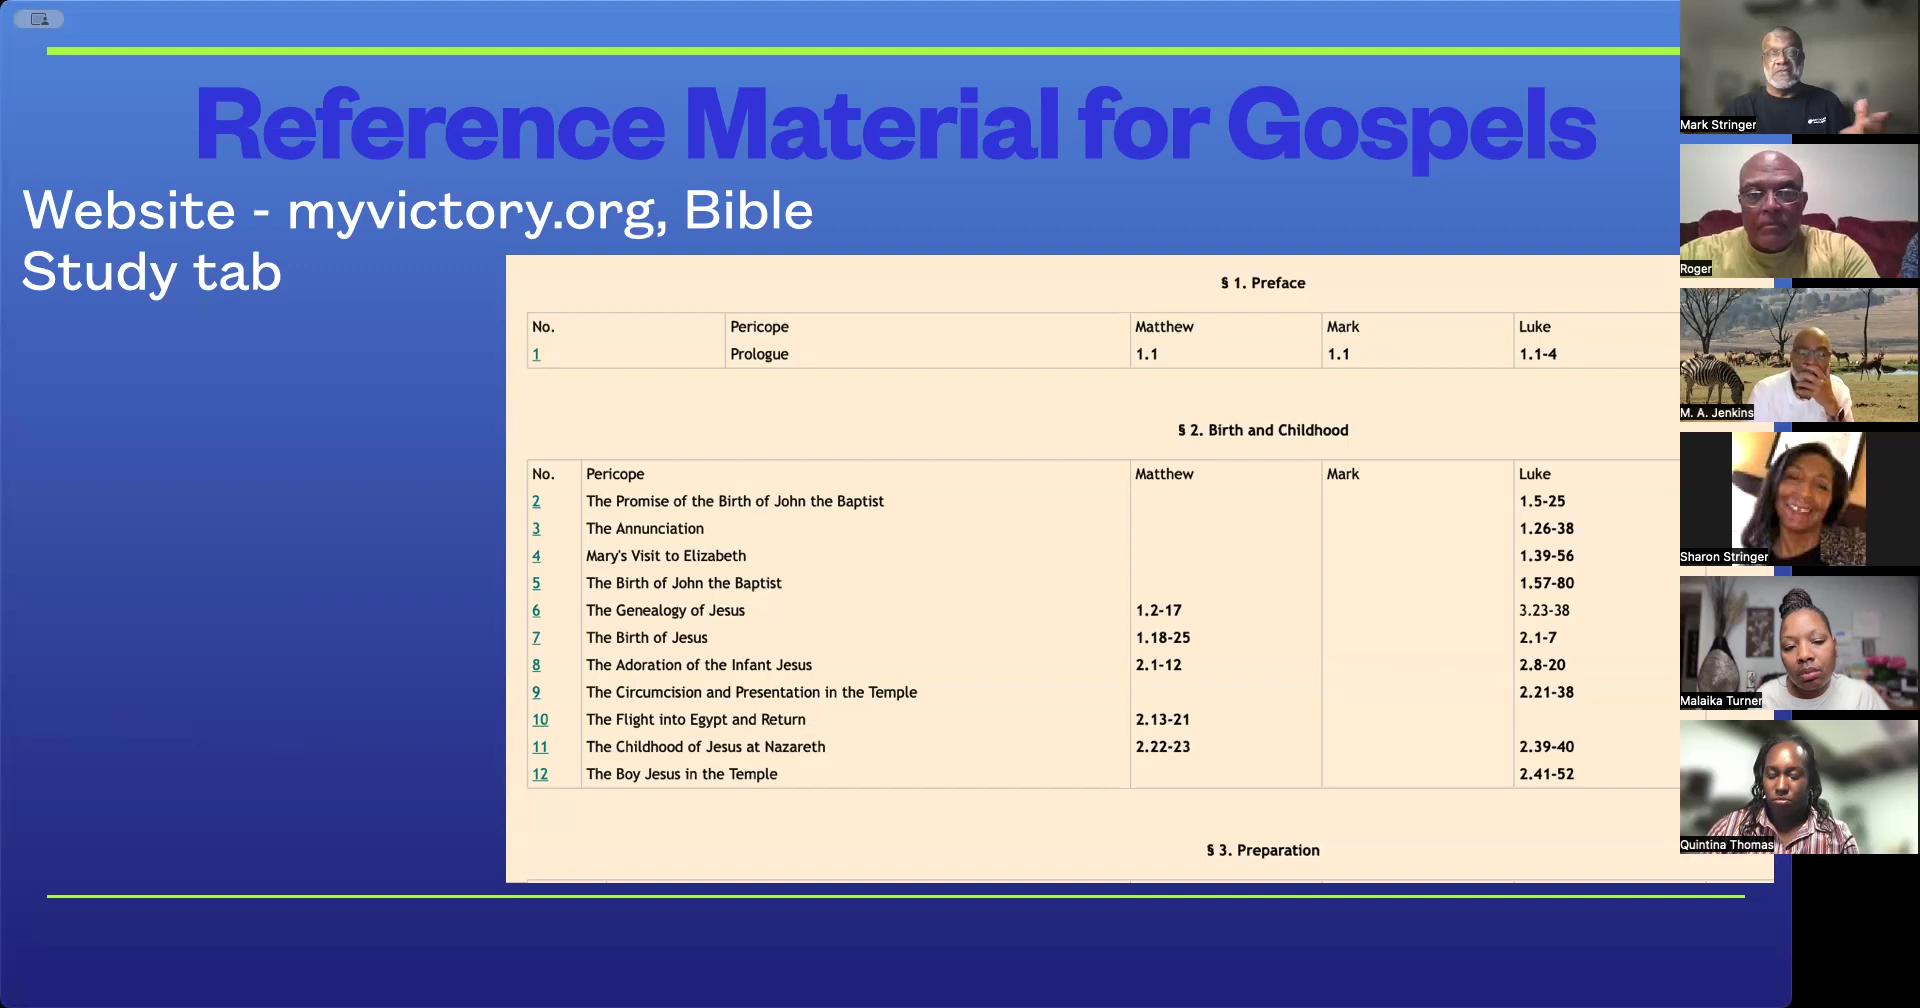 Reference Material for Gospels
Website - myvictory.org, Bible
Study tab
§ 1. Preface
No. Pericope Matthew Mark Luke
1 Prologue 1.1 1.1 1.1-4
§ 2. Birth and Childhood
No. Pericope Matthew Mark Luke
2 The Promise of the Birth of John the Baptist 1.5-25
3 The Annunciation 1.26-38
4 Mary's Visit to Elizabeth 1.39-56
5 The Birth of John the Baptist 1.57-80
6 The Genealogy of Jesus 1.2-17 3.23-38
7 The Birth of Jesus 1.18-25 2.1-7
8 The Adoration of the Infant Jesus 2.1-12 2.8-20
9 The Circumcision and Presentation in the Temple 2.21-38
10 The Flight into Egypt and Return 2.13-21
11 The Childhood of Jesus at Nazareth 2.22-23 2.39-40
12 The Boy Jesus in the Temple 2.41-52
§ 3. Preparation
Mark Stringer
Roger
M. A. Jenkins
Sharon Stringer
Malaika Turner
Quintina Thomas